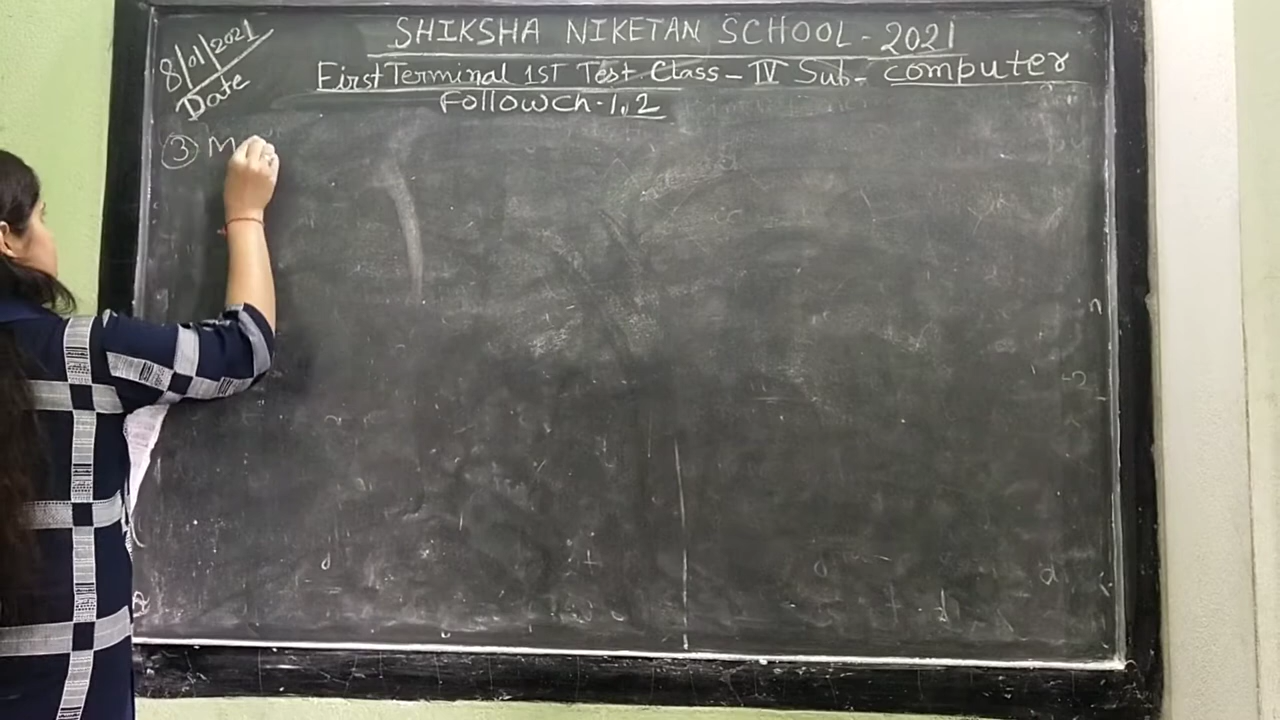 SHIKSHA NIKETAN SCHOOL - 2021
8/01/2021
Date
First Terminal 1ST Test Class - IV Sub - computer
Follow Ch - 1, 2
③ M